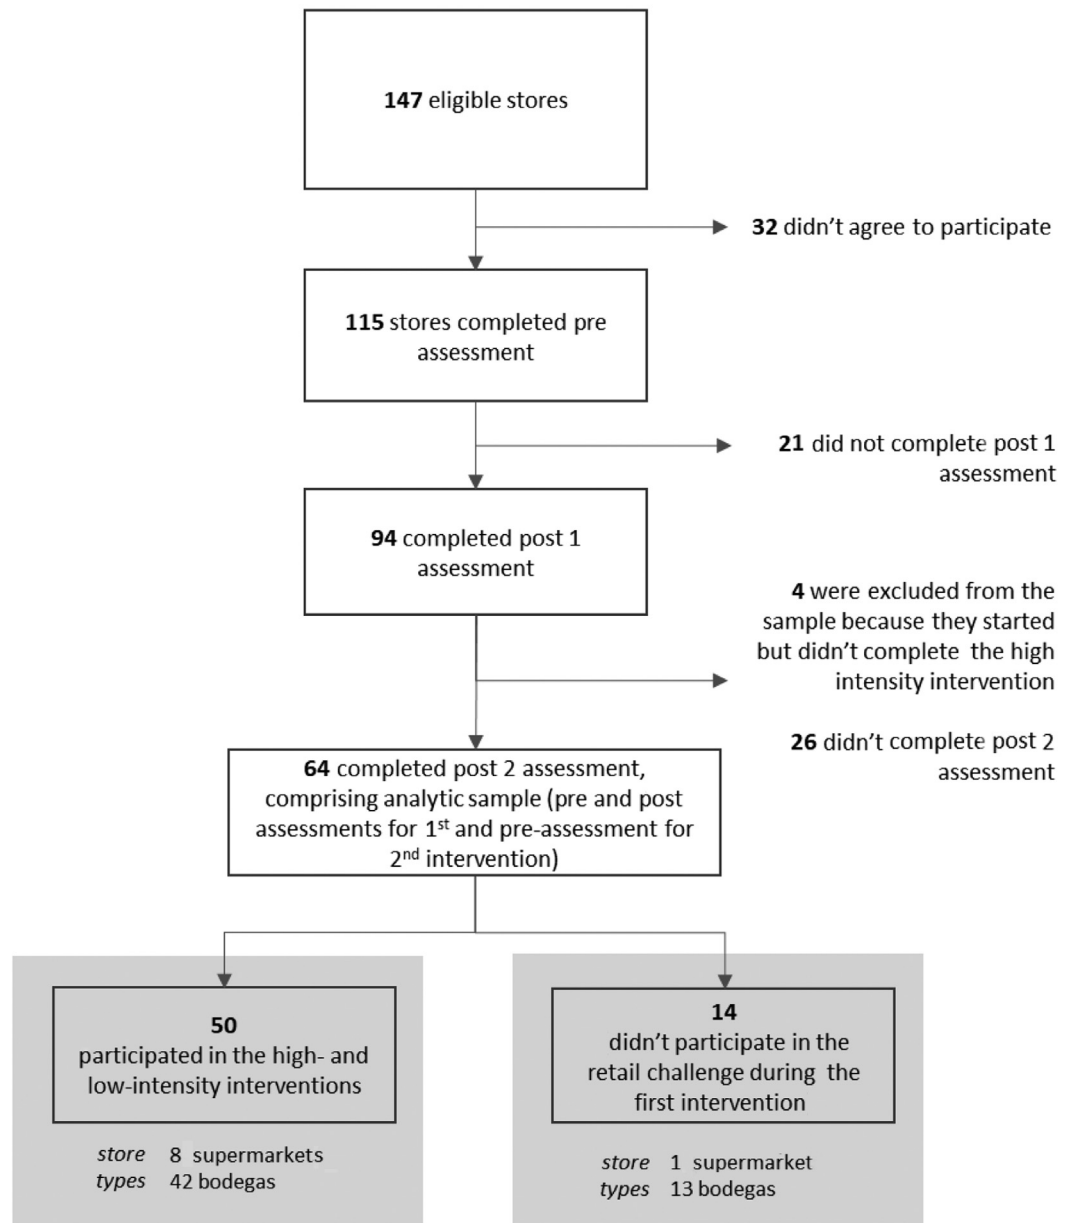 147 eligible stores
32 didn’t agree to participate
115 stores completed pre
assessment
21 did not complete post 1
assessment
94 completed post 1
assessment
4 were excluded from the
sample because they started
but didn’t complete the high
intensity intervention
26 didn’t complete post 2
assessment
64 completed post 2 assessment,
comprising analytic sample (pre and post
assessments for 1st and pre-assessment for
2nd intervention)
50
participated in the high- and
low-intensity interventions
store 8 supermarkets
types 42 bodegas
14
didn’t participate in the
retail challenge during the
first intervention
store 1 supermarket
types 13 bodegas